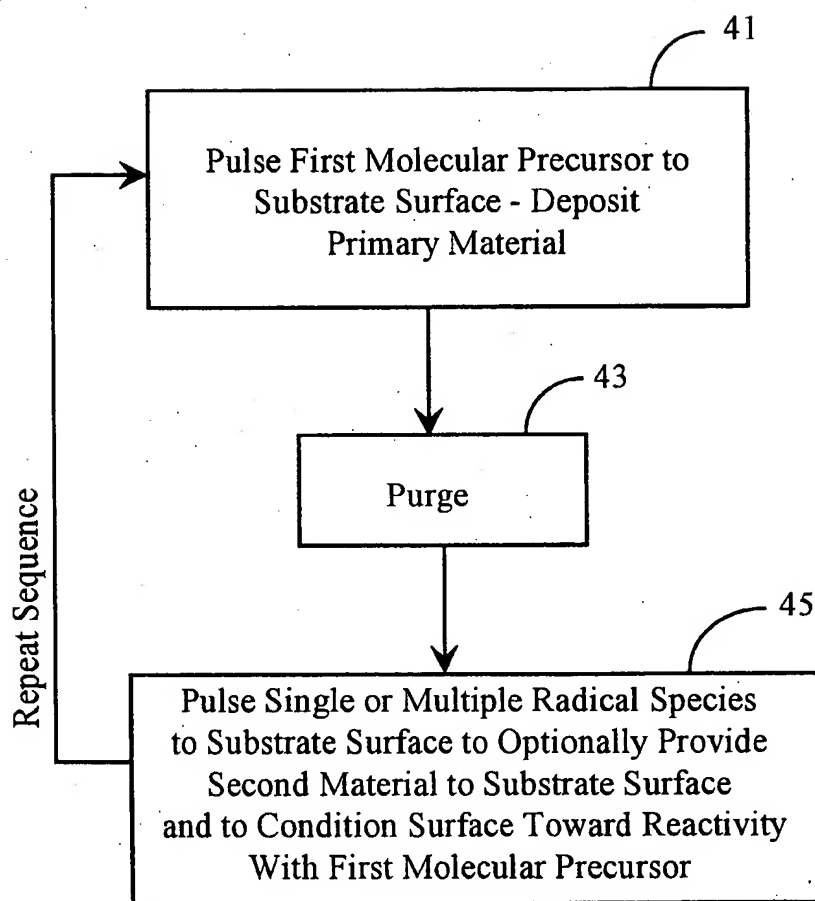 41
Pulse First Molecular Precursor to
Substrate Surface - Deposit
Primary Material
43
Purge
Repeat Sequence
45
Pulse Single or Multiple Radical Species
to Substrate Surface to Optionally Provide
Second Material to Substrate Surface
and to Condition Surface Toward Reactivity
With First Molecular Precursor